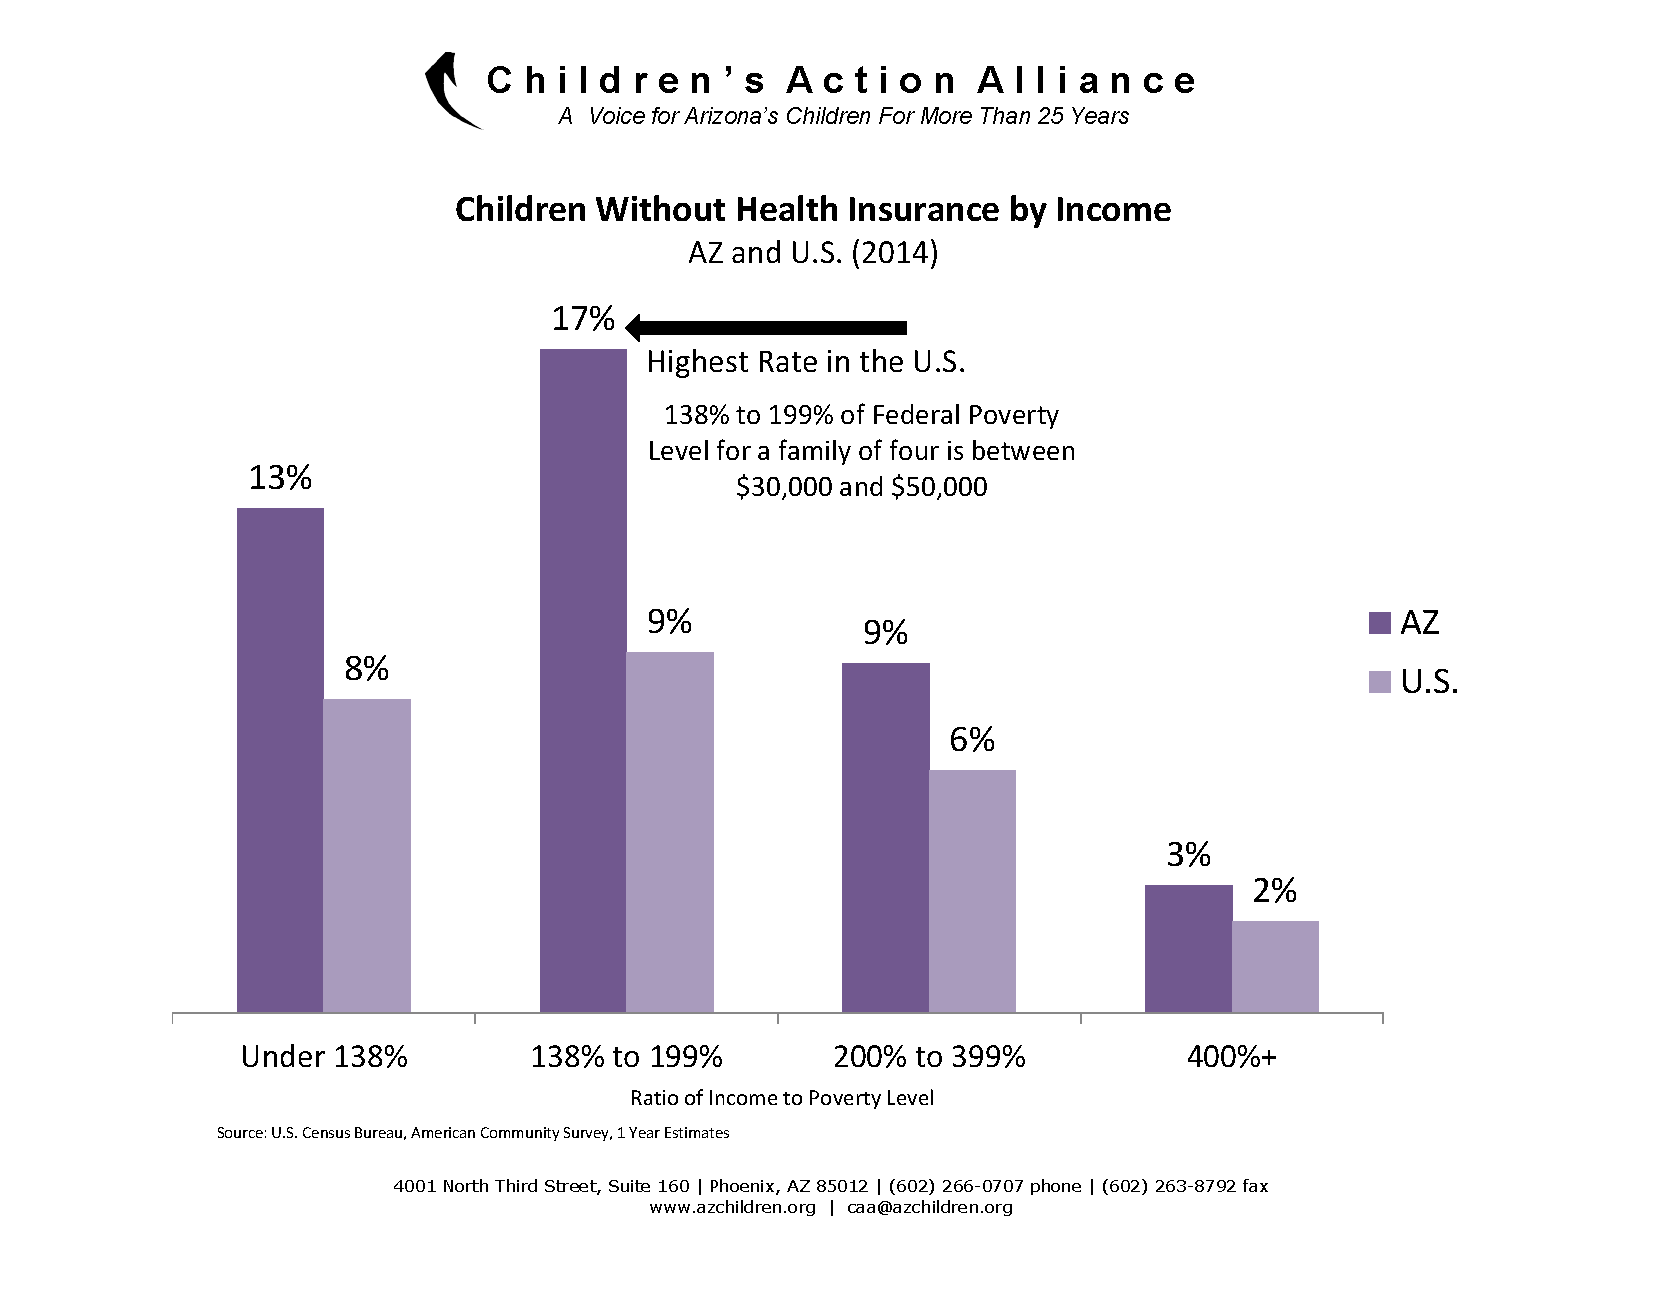 Children's Action Alliance
A Voice for Arizona's Children For More Than 25 Years
Children Without Health Insurance by Income
AZ and U.S. (2014)
17%
Highest Rate in the U.S.
138% to 199% of Federal Poverty
Level for a family of four is between
$30,000 and $50,000
13%
8%
9%
9%
6%
3%
2%
AZ
U.S.
Under 138%
138% to 199%
200% to 399%
400%+
Ratio of Income to Poverty Level
Source: U.S. Census Bureau, American Community Survey, 1 Year Estimates
4001 North Third Street, Suite 160 | Phoenix, AZ 85012 | (602) 266-0707 phone | (602) 263-8792 fax
www.azchildren.org | caa@azchildren.org